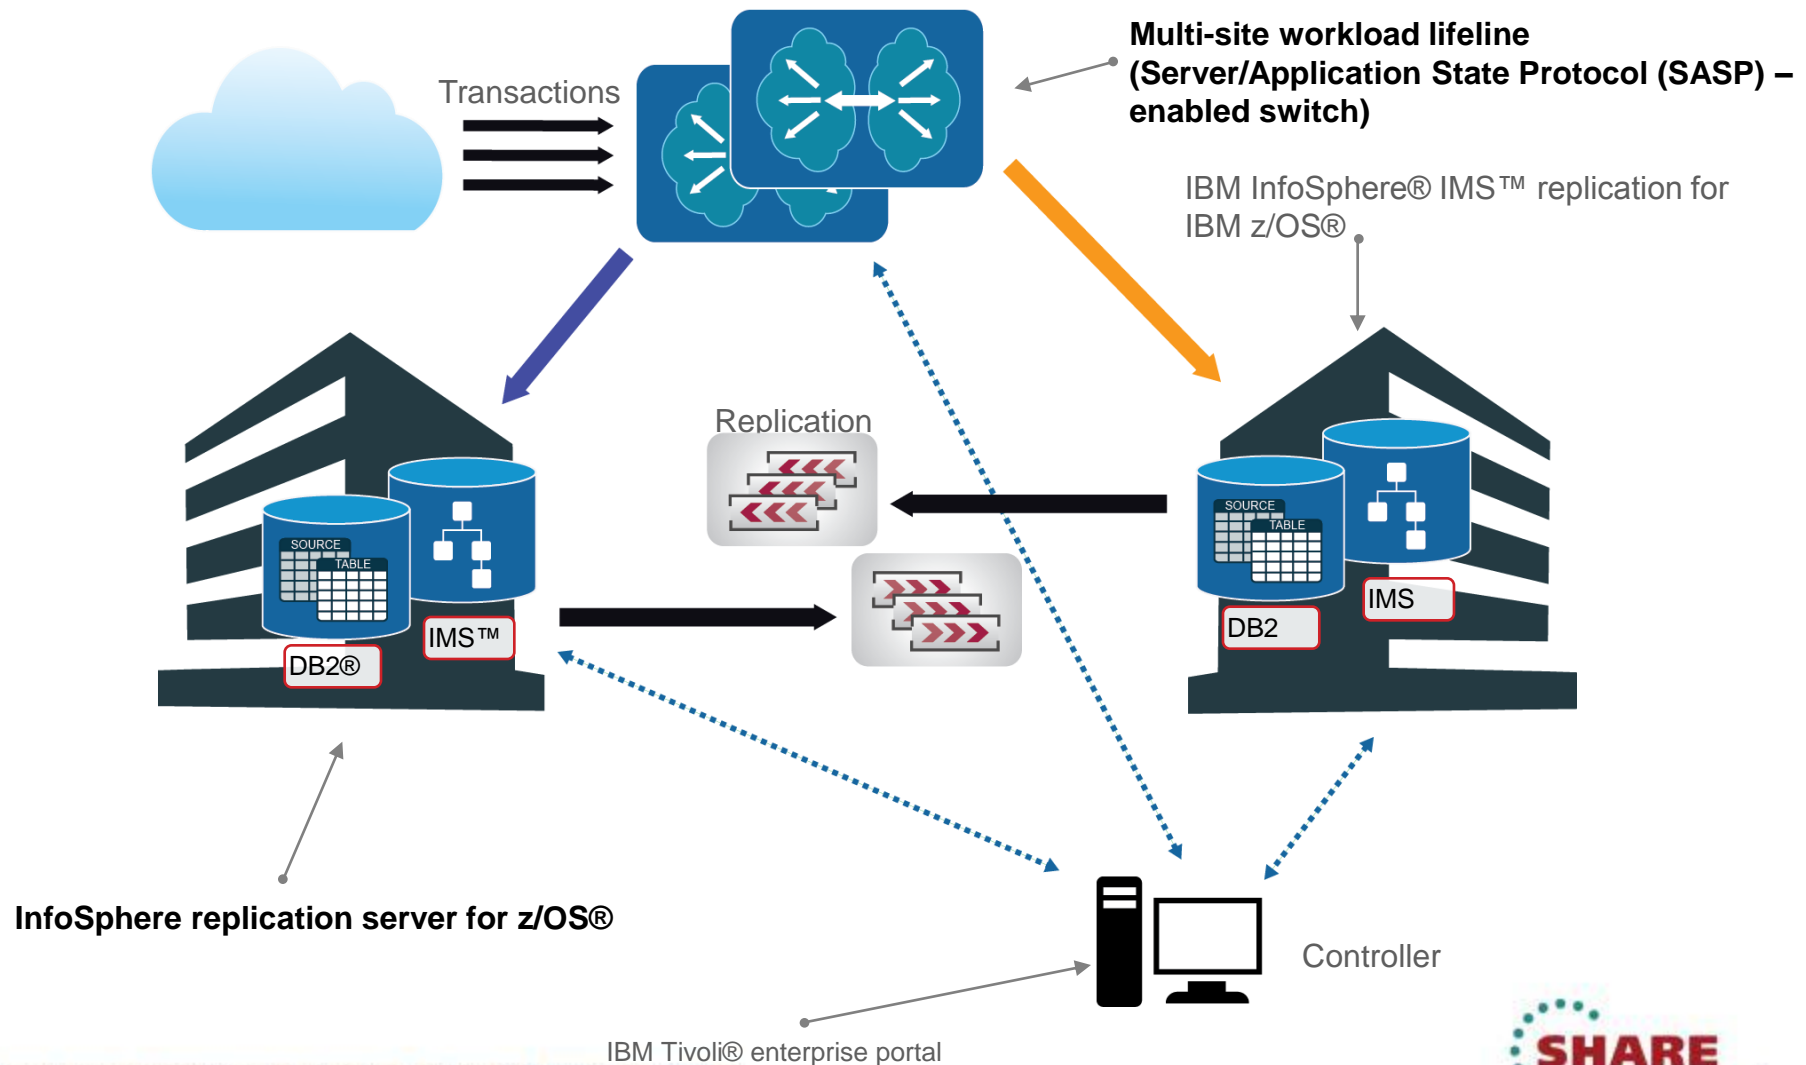 Multi-site workload lifeline
(Server/Application State Protocol (SASP) –
enabled switch)
Transactions
IBM InfoSphere® IMS™ replication for
IBM z/OS®
Replication
SOURCE
TABLE
SOURCE
TABLE
IMS
DB2
IMS™
DB2®
InfoSphere replication server for z/OS®
Controller
IBM Tivoli® enterprise portal
SHARE